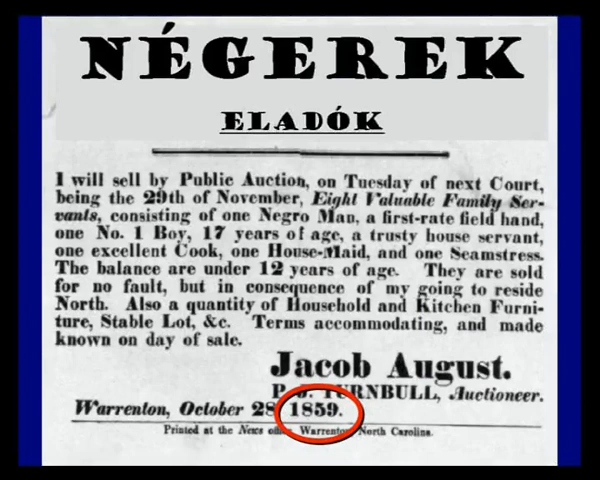 NÉGEREK
ELADÓK
I will sell by Public Auction, on Tuesday of next Court,
being the 29th of November, Eight Valuable Family Ser-
vants, consisting of one Negro Man, a first-rate field hand,
one No. 1 Boy, 17 years of age, a trusty house servant,
one excellent Cook, one House-Maid, and one Seamstress.
The balance are under 12 years of age. They are sold
for no fault, but in consequence of my going to reside
North. Also a quantity of Household and Kitchen Furni-
ture, Stable Lot, &c. Terms accommodating, and made
known on day of sale.
Jacob August.
P. J. TURNBULL, Auctioneer.
Warrenton, October 28 1859.
Printed at the News office, Warrenton, North Carolina.